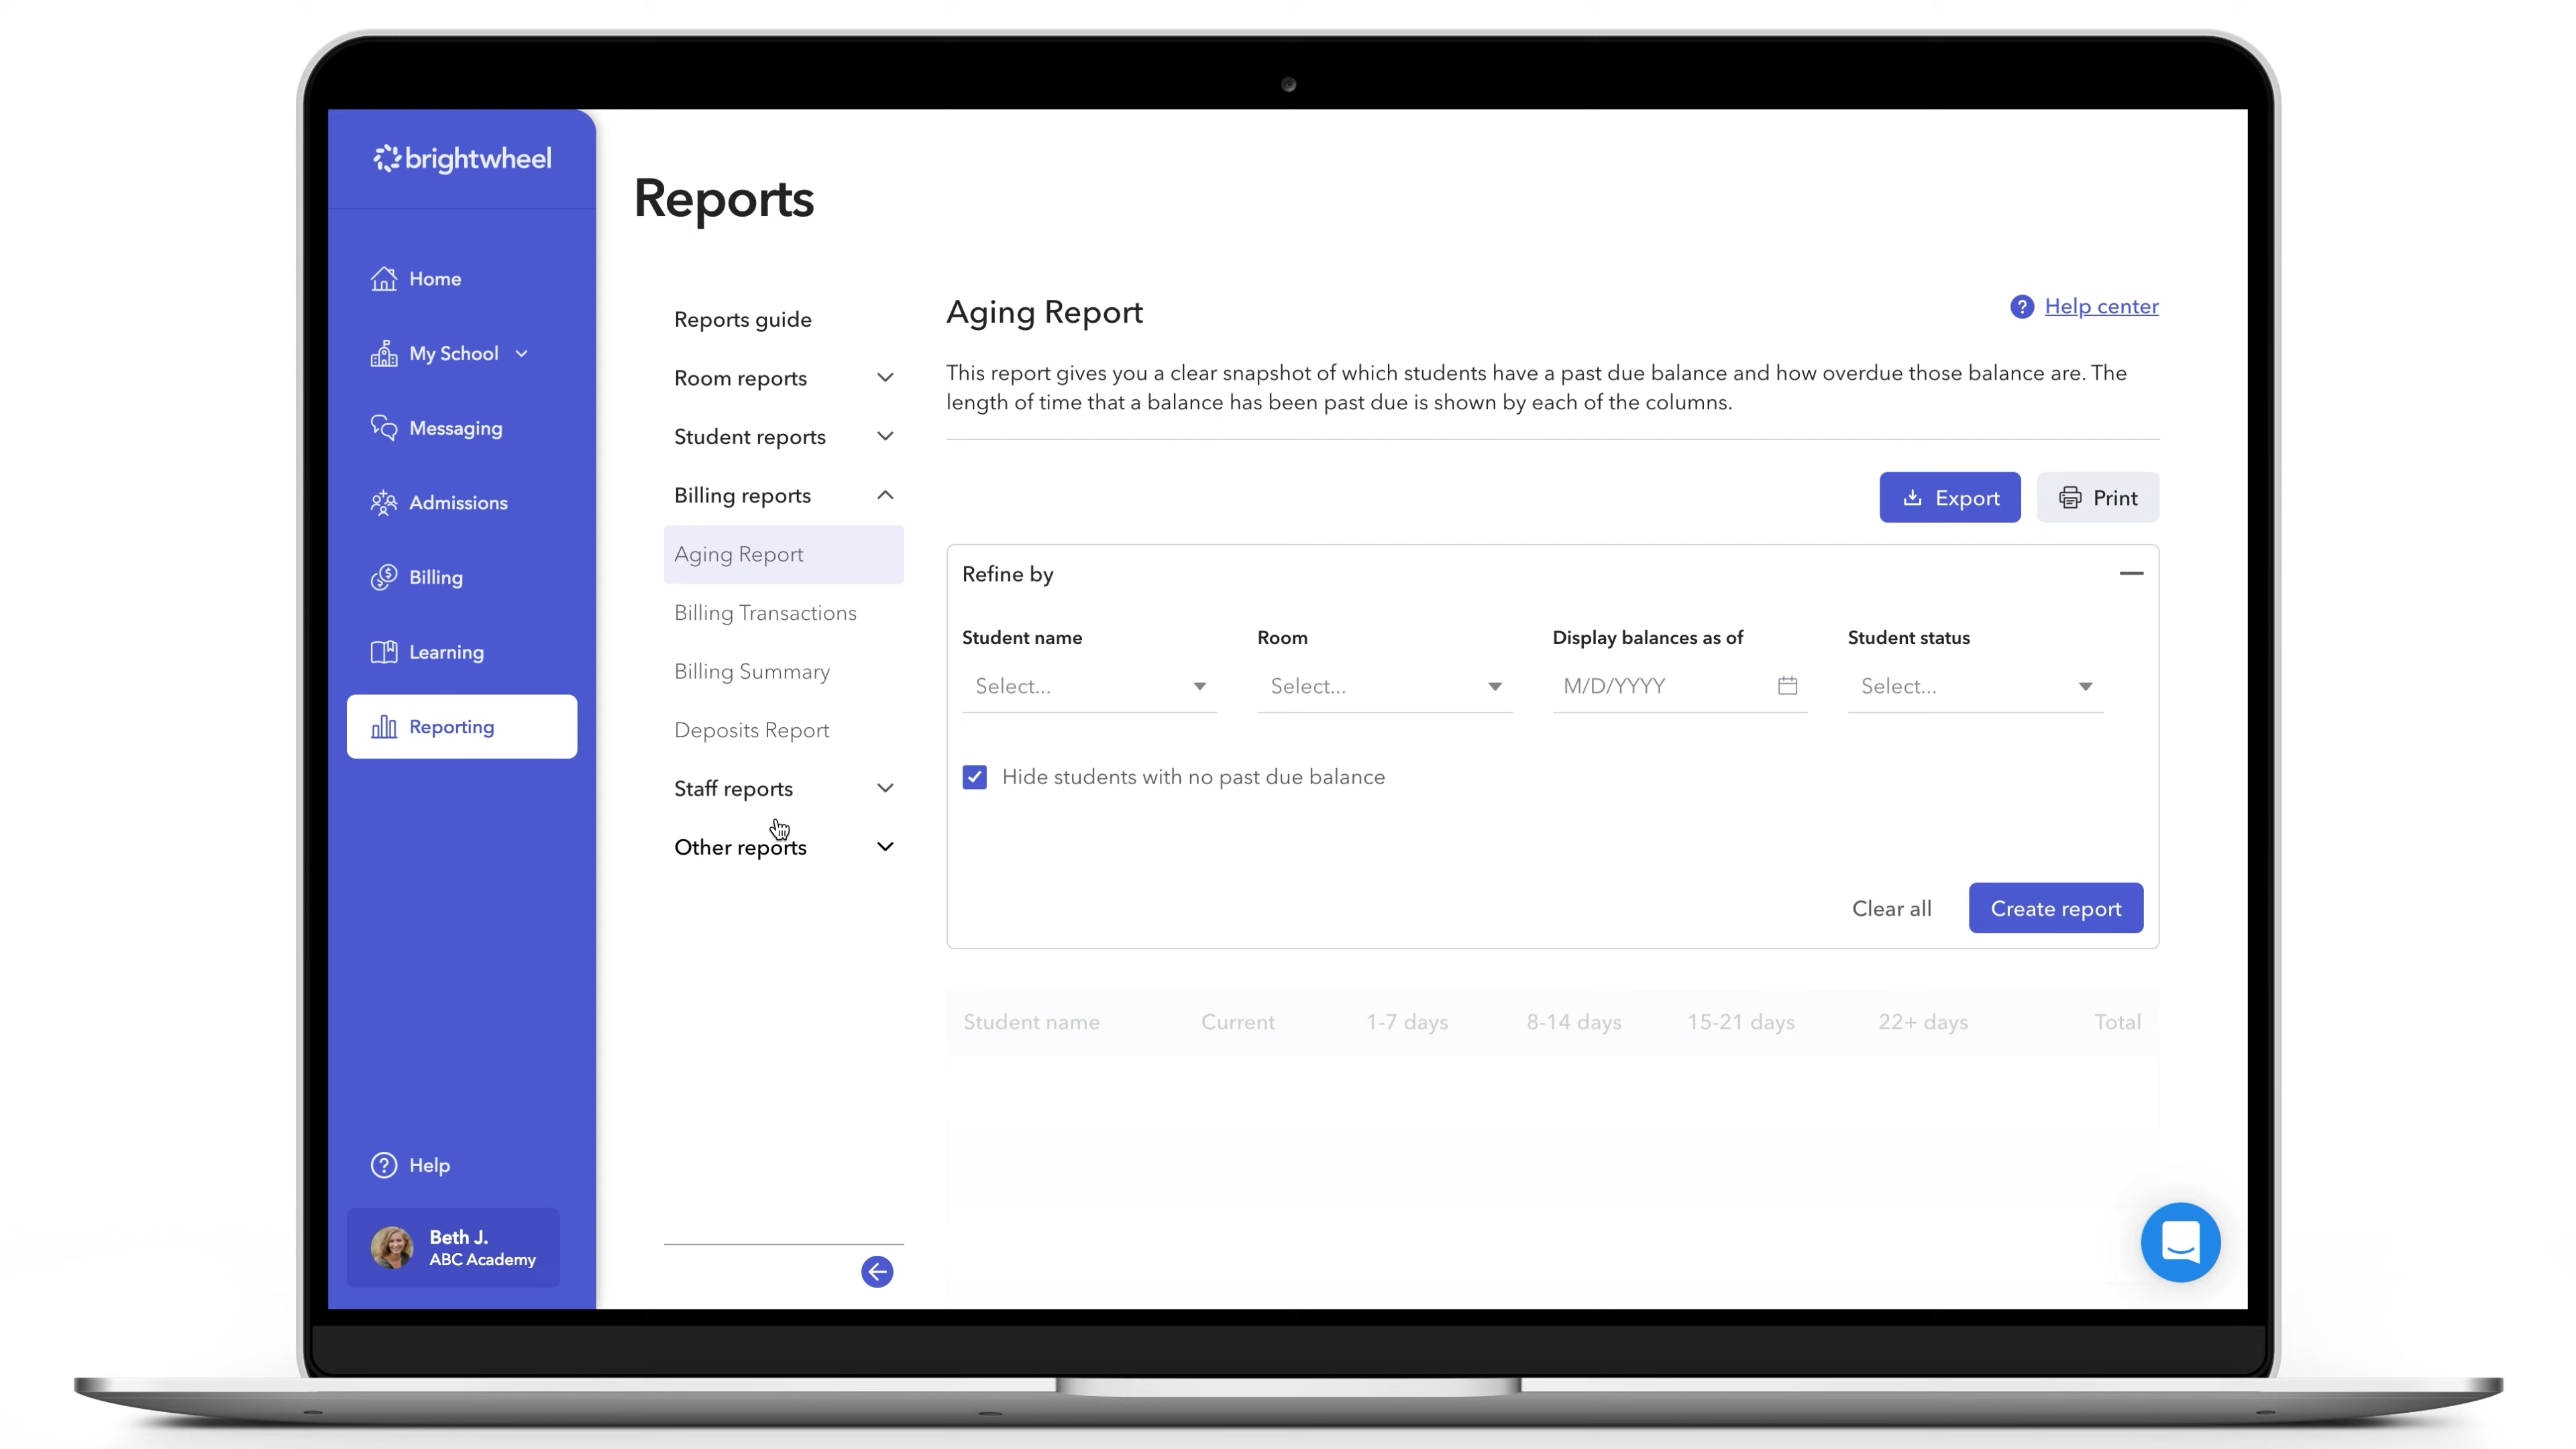 brightwheel
Home
My School
Messaging
Admissions
Billing
Learning
Reporting
Help
Beth J.
ABC Academy
Reports
Reports guide
Room reports
Student reports
Billing reports
Aging Report
Billing Transactions
Billing Summary
Deposits Report
Staff reports
Other reports
Aging Report
Help center
This report gives you a clear snapshot of which students have a past due balance and how overdue those balance are. The
length of time that a balance has been past due is shown by each of the columns.
Export Print
Refine by
Student name Room Display balances as of Student status
Select... Select... M/D/YYYY Select...
Hide students with no past due balance
Clear all Create report
Student name Current 1-7 days 8-14 days 15-21 days 22+ days Total